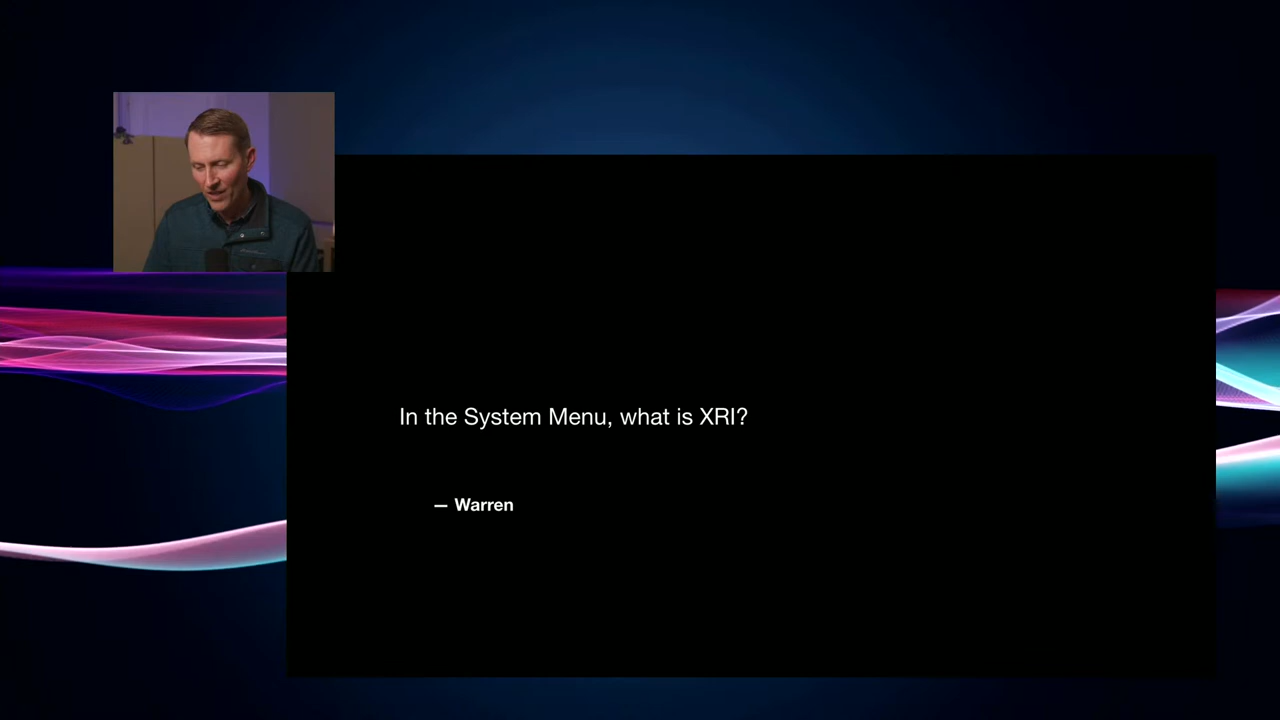 In the System Menu, what is XRI?
— Warren